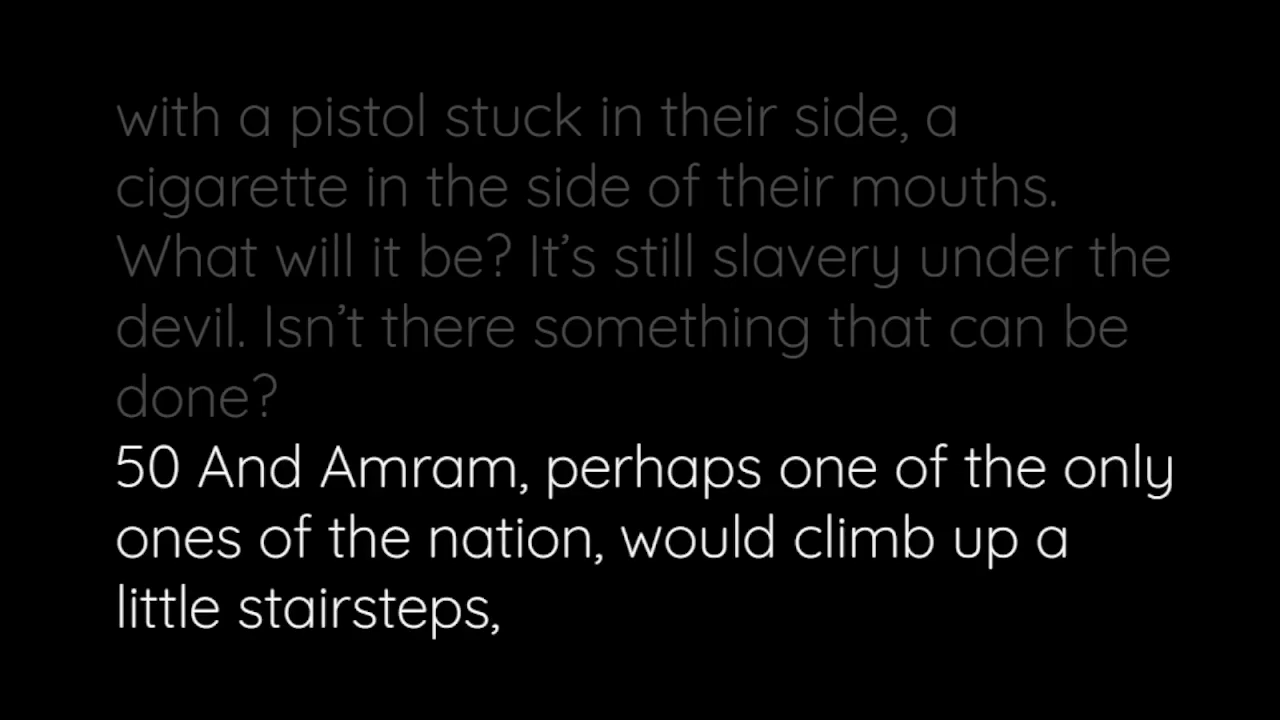 with a pistol stuck in their side, a
cigarette in the side of their mouths.
What will it be? It’s still slavery under the
devil. Isn’t there something that can be
done?
50 And Amram, perhaps one of the only
ones of the nation, would climb up a
little stairsteps,